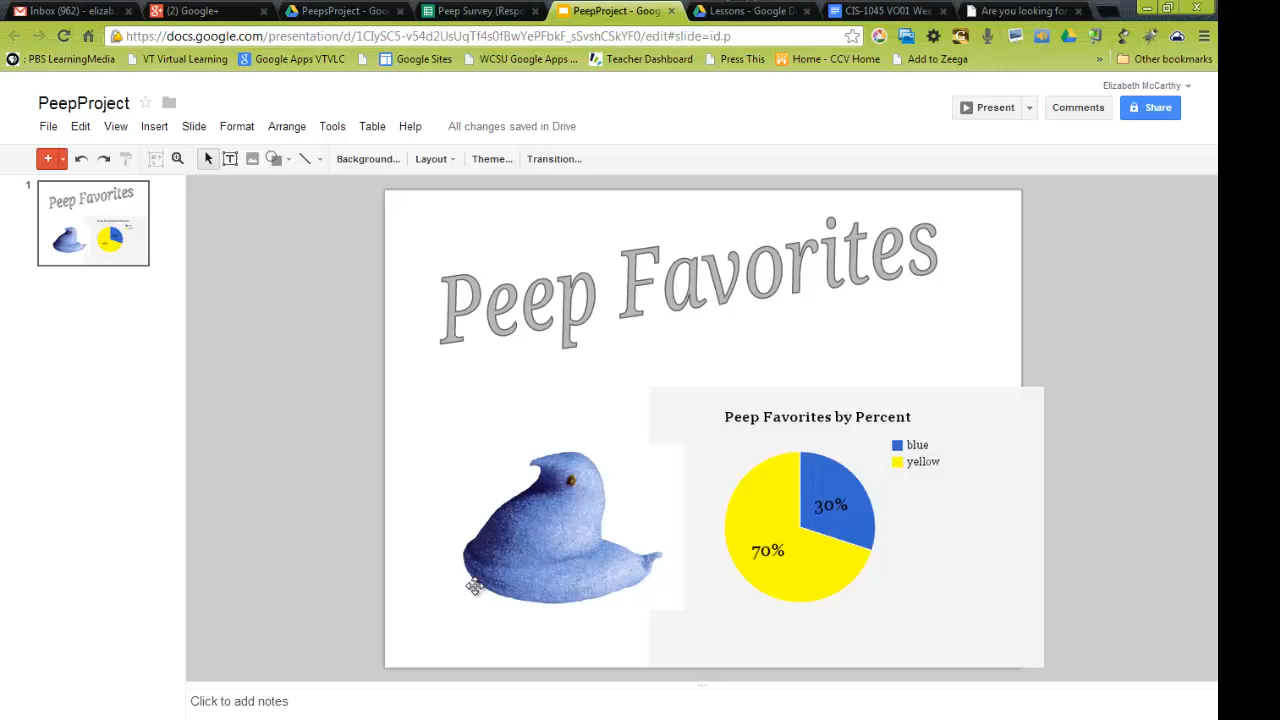 Inbox (962) - elizab
(2) Google+
PeepsProject - Goo
Peep Survey (Respo
PeepProject - Goog
Lessons - Google D
CIS-1045 VO01 Wee
Are you looking for
https://docs.google.com/presentation/d/1CIySC5-v54d2UsUqTf4s0fBwYePFbkF_sSvshCSkYF0/edit#slide=id.p
: PBS LearningMedia
VT Virtual Learning
Google Apps VTVLC
Google Sites
WCSU Google Apps ...
Teacher Dashboard
Press This
Home - CCV Home
Add to Zeega
»
Other bookmarks
Elizabeth McCarthy
PeepProject
Present
Comments
Share
File Edit View Insert Slide Format Arrange Tools Table Help All changes saved in Drive
Background... Layout Theme... Transition...
1
Peep Favorites
Peep Favorites
Peep Favorites by Percent
blue
yellow
30%
70%
Click to add notes